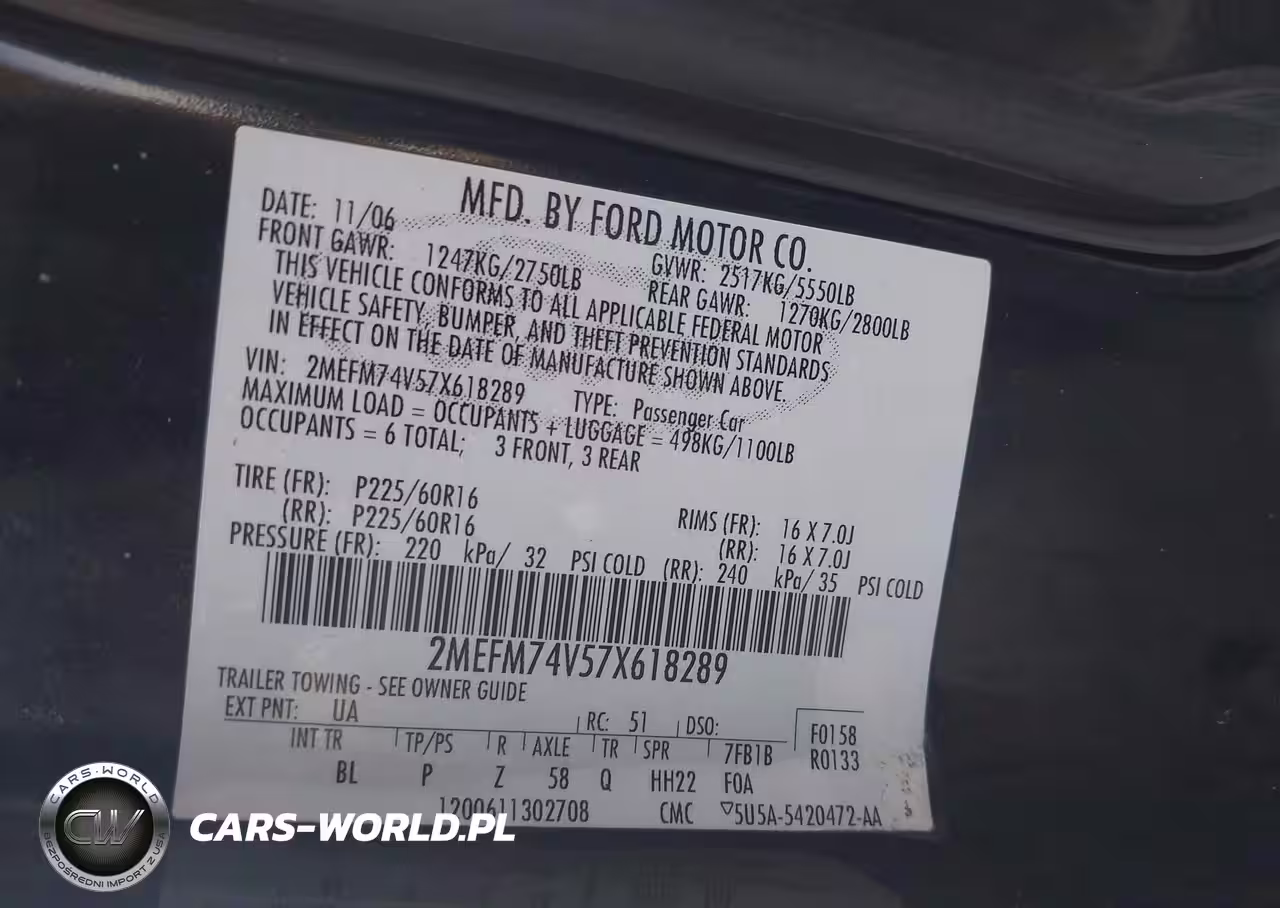 MFD. BY FORD MOTOR CO.
DATE: 11/06
GVWR: 2517KG/5550LB
FRONT GAWR: 1247KG/2750LB
REAR GAWR: 1270KG/2800LB
THIS VEHICLE CONFORMS TO ALL APPLICABLE FEDERAL MOTOR
VEHICLE SAFETY, BUMPER, AND THEFT PREVENTION STANDARDS
IN EFFECT ON THE DATE OF MANUFACTURE SHOWN ABOVE.
VIN: 2MEFM74V57X618289 TYPE: Passenger Car
MAXIMUM LOAD = OCCUPANTS + LUGGAGE = 498KG/1100LB
OCCUPANTS = 6 TOTAL; 3 FRONT, 3 REAR
TIRE (FR): P225/60R16 RIMS (FR): 16 X 7.0J
(RR): P225/60R16 (RR): 16 X 7.0J
PRESSURE (FR): 220 kPa/ 32 PSI COLD (RR): 240 kPa/ 35 PSI COLD
2MEFM74V57X618289
TRAILER TOWING - SEE OWNER GUIDE
EXT PNT: UA RC: 51 DSO: F0158
INT TR TP/PS R AXLE TR SPR 7FB1B R0133
BL P Z 58 Q HH22 F0A
1200611302708 CMC ▽5U5A-5420472-AA
CARS-WORLD
CW
BEZPOŚREDNI IMPORT Z USA
CARS-WORLD.PL